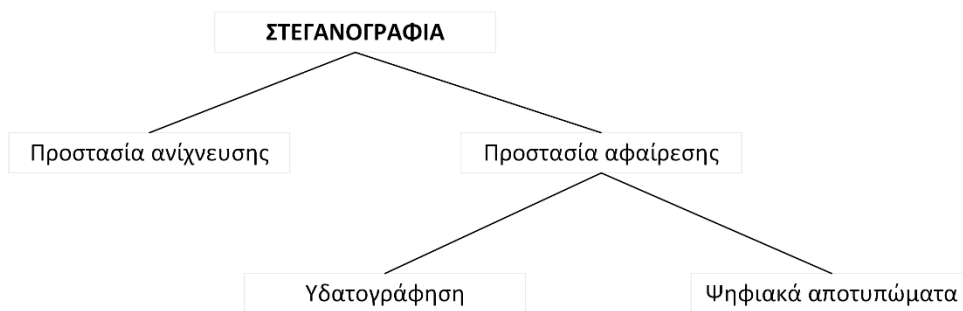 ΣΤΕΓΑΝΟΓΡΑΦΙΑ
Προστασία ανίχνευσης
Προστασία αφαίρεσης
Υδατογράφηση
Ψηφιακά αποτυπώματα